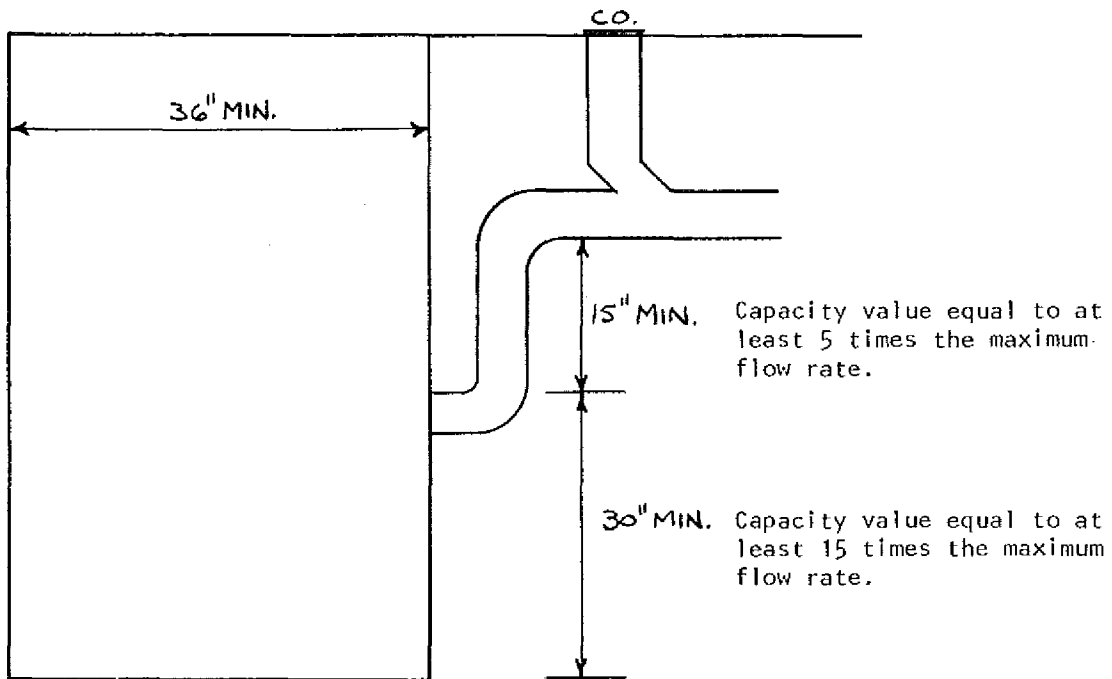 CO.
36" MIN.
15" MIN.
Capacity value equal to at
least 5 times the maximum
flow rate.
30" MIN.
Capacity value equal to at
least 15 times the maximum
flow rate.